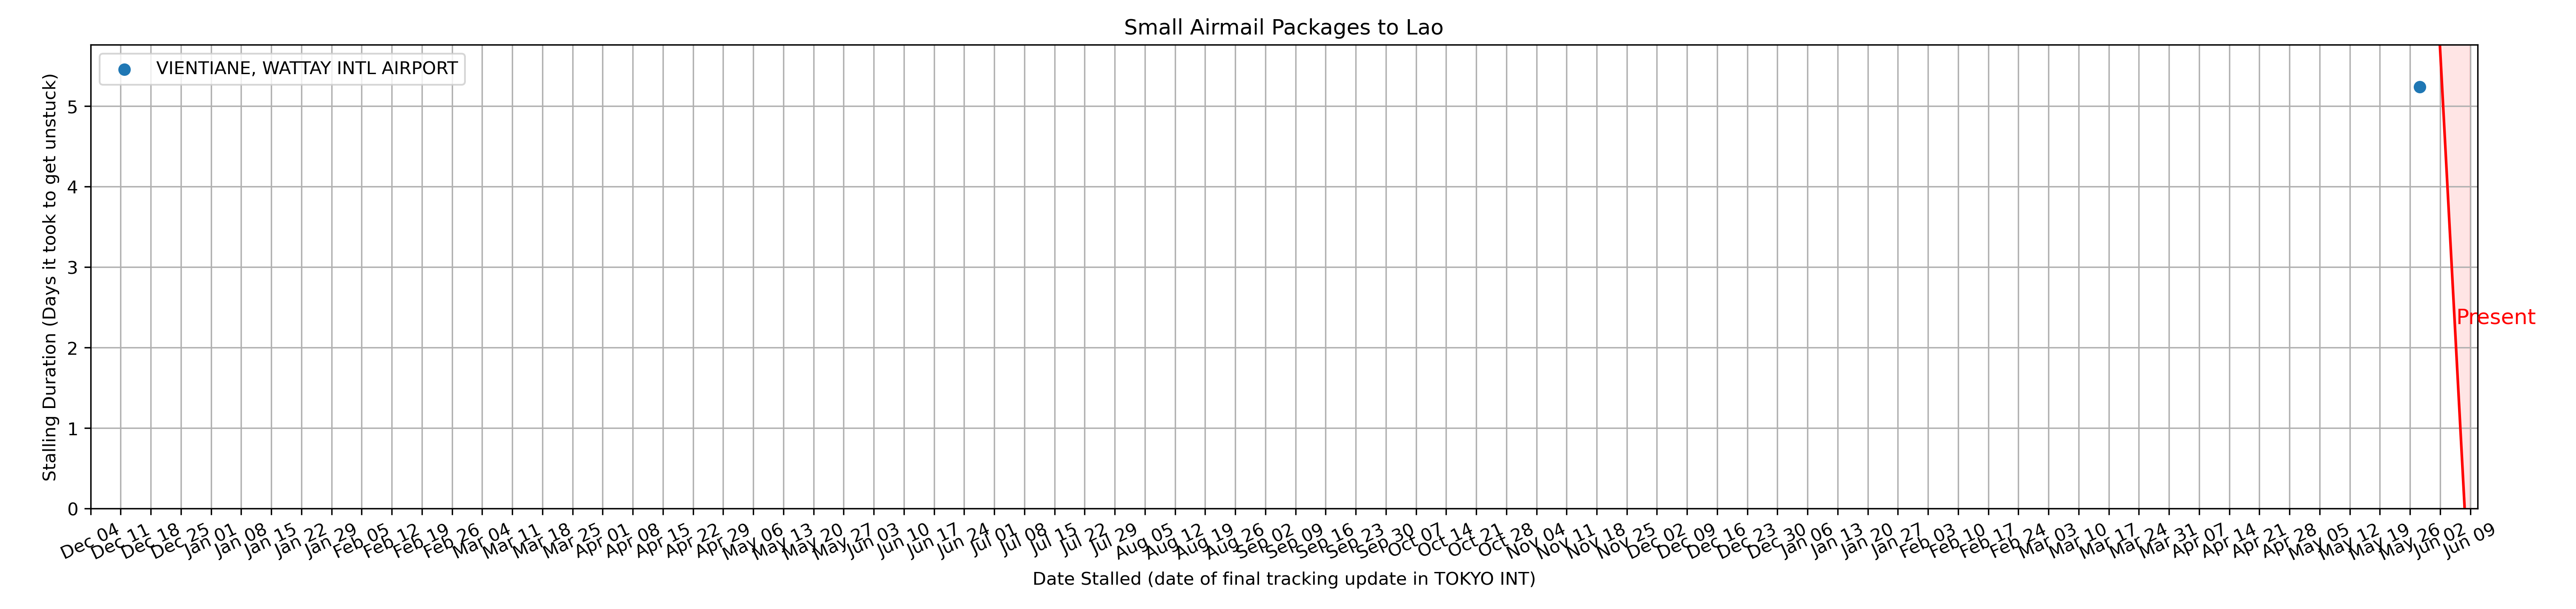 Small Airmail Packages to Lao
VIENTIANE, WATTAY INTL AIRPORT
Stalling Duration (Days it took to get unstuck)
5
4
3
2
1
0
Present
Dec 04
Dec 11
Dec 18
Dec 25
Jan 01
Jan 08
Jan 15
Jan 22
Jan 29
Feb 05
Feb 12
Feb 19
Feb 26
Mar 04
Mar 11
Mar 18
Mar 25
Apr 01
Apr 08
Apr 15
Apr 22
Apr 29
May 06
May 13
May 20
May 27
Jun 03
Jun 10
Jun 17
Jun 24
Jul 01
Jul 08
Jul 15
Jul 22
Jul 29
Aug 05
Aug 12
Aug 19
Aug 26
Sep 02
Sep 09
Sep 16
Sep 23
Sep 30
Oct 07
Oct 14
Oct 21
Oct 28
Nov 04
Nov 11
Nov 18
Nov 25
Dec 02
Dec 09
Dec 16
Dec 23
Dec 30
Jan 06
Jan 13
Jan 20
Jan 27
Feb 03
Feb 10
Feb 17
Feb 24
Mar 03
Mar 10
Mar 17
Mar 24
Mar 31
Apr 07
Apr 14
Apr 21
Apr 28
May 05
May 12
May 19
May 26
Jun 02
Jun 09
Date Stalled (date of final tracking update in TOKYO INT)